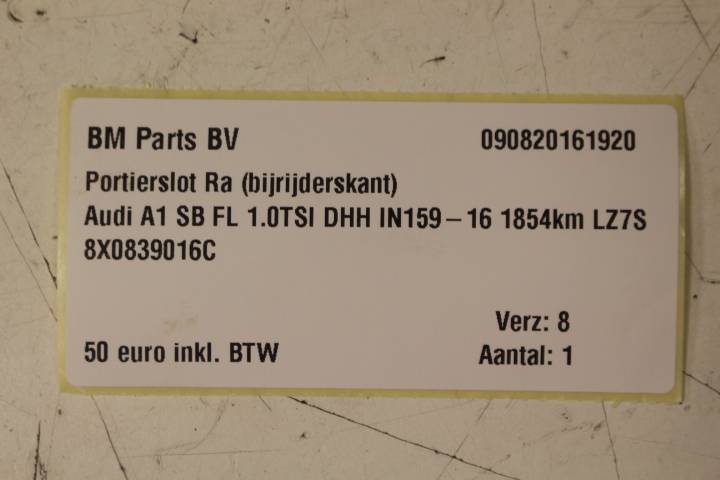 BM Parts BV 090820161920
Portierslot Ra (bijrijderskant)
Audi A1 SB FL 1.0TSI DHH IN159-16 1854km LZ7S
8X0839016C
Verz: 8
50 euro inkl. BTW Aantal: 1